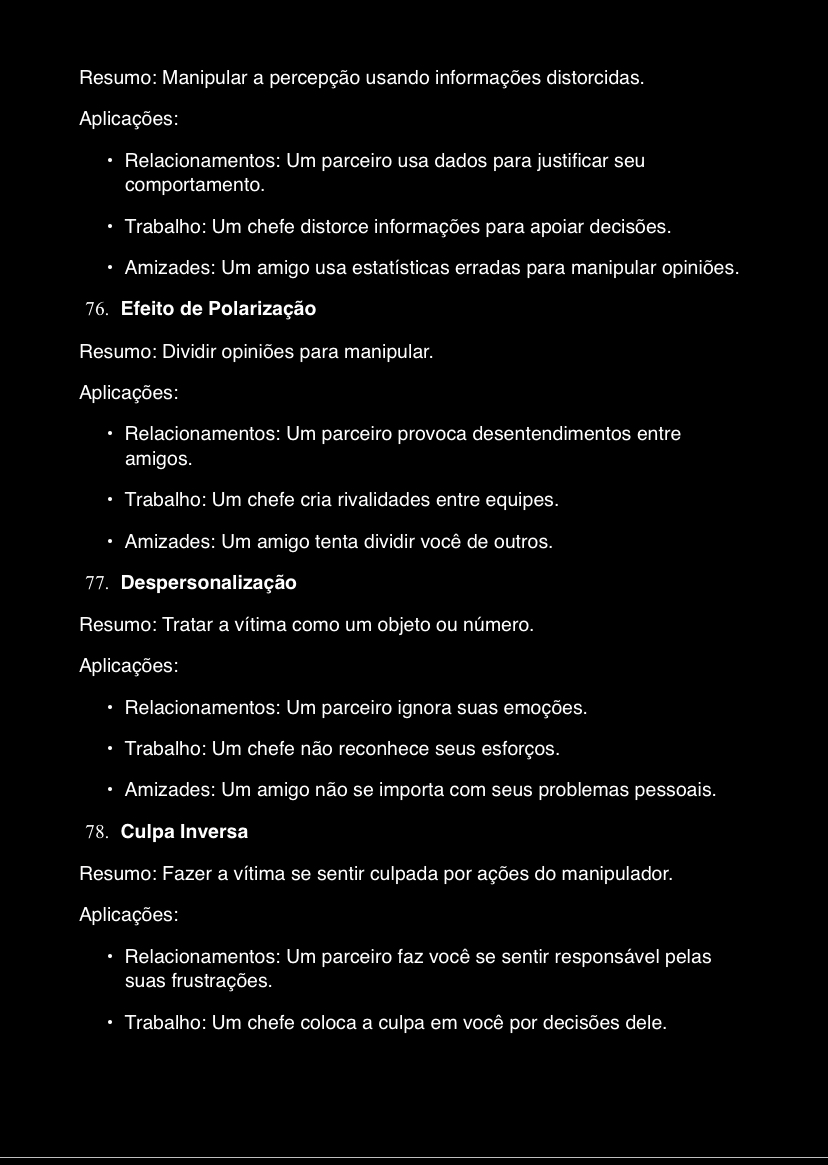 Resumo: Manipular a percepção usando informações distorcidas.
Aplicações:
• Relacionamentos: Um parceiro usa dados para justificar seu
comportamento.
• Trabalho: Um chefe distorce informações para apoiar decisões.
• Amizades: Um amigo usa estatísticas erradas para manipular opiniões.
76. Efeito de Polarização
Resumo: Dividir opiniões para manipular.
Aplicações:
• Relacionamentos: Um parceiro provoca desentendimentos entre
amigos.
• Trabalho: Um chefe cria rivalidades entre equipes.
• Amizades: Um amigo tenta dividir você de outros.
77. Despersonalização
Resumo: Tratar a vítima como um objeto ou número.
Aplicações:
• Relacionamentos: Um parceiro ignora suas emoções.
• Trabalho: Um chefe não reconhece seus esforços.
• Amizades: Um amigo não se importa com seus problemas pessoais.
78. Culpa Inversa
Resumo: Fazer a vítima se sentir culpada por ações do manipulador.
Aplicações:
• Relacionamentos: Um parceiro faz você se sentir responsável pelas
suas frustrações.
• Trabalho: Um chefe coloca a culpa em você por decisões dele.